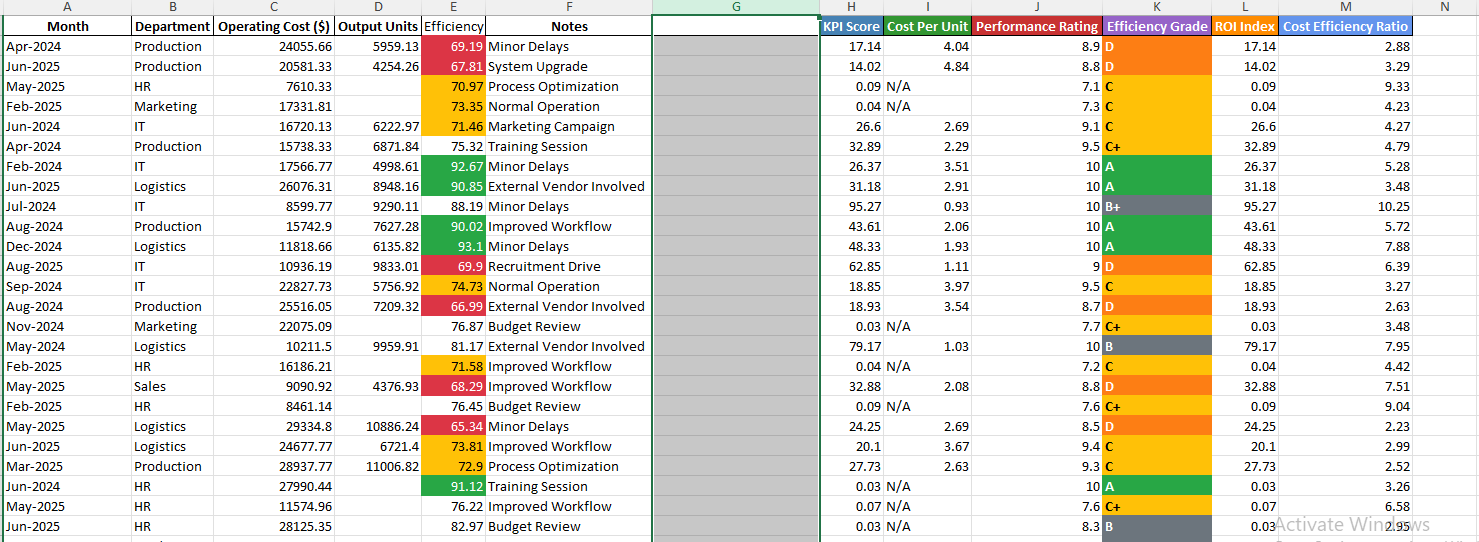 A B C D E F G H I J K L M N
Month Department Operating Cost ($) Output Units Efficiency Notes KPI Score Cost Per Unit Performance Rating Efficiency Grade ROI Index Cost Efficiency Ratio
Apr-2024 Production 24055.66 5959.13 69.19 Minor Delays 17.14 4.04 8.9 D 17.14 2.88
Jun-2025 Production 20581.33 4254.26 67.81 System Upgrade 14.02 4.84 8.8 D 14.02 3.29
May-2025 HR 7610.33 70.97 Process Optimization 0.09 N/A 7.1 C 0.09 9.33
Feb-2025 Marketing 17331.81 73.35 Normal Operation 0.04 N/A 7.3 C 0.04 4.23
Jun-2024 IT 16720.13 6222.97 71.46 Marketing Campaign 26.6 2.69 9.1 C 26.6 4.27
Apr-2024 Production 15738.33 6871.84 75.32 Training Session 32.89 2.29 9.5 C+ 32.89 4.79
Feb-2024 IT 17566.77 4998.61 92.67 Minor Delays 26.37 3.51 10 A 26.37 5.28
Jun-2025 Logistics 26076.31 8948.16 90.85 External Vendor Involved 31.18 2.91 10 A 31.18 3.48
Jul-2024 IT 8599.77 9290.11 88.19 Minor Delays 95.27 0.93 10 B+ 95.27 10.25
Aug-2024 Production 15742.9 7627.28 90.02 Improved Workflow 43.61 2.06 10 A 43.61 5.72
Dec-2024 Logistics 11818.66 6135.82 93.1 Minor Delays 48.33 1.93 10 A 48.33 7.88
Aug-2025 IT 10936.19 9833.01 69.9 Recruitment Drive 62.85 1.11 9 D 62.85 6.39
Sep-2024 IT 22827.73 5756.92 74.73 Normal Operation 18.85 3.97 9.5 C 18.85 3.27
Aug-2024 Production 25516.05 7209.32 66.99 External Vendor Involved 18.93 3.54 8.7 D 18.93 2.63
Nov-2024 Marketing 22075.09 76.87 Budget Review 0.03 N/A 7.7 C+ 0.03 3.48
May-2024 Logistics 10211.5 9959.91 81.17 External Vendor Involved 79.17 1.03 10 B 79.17 7.95
Feb-2025 HR 16186.21 71.58 Improved Workflow 0.04 N/A 7.2 C 0.04 4.42
May-2025 Sales 9090.92 4376.93 68.29 Improved Workflow 32.88 2.08 8.8 D 32.88 7.51
Feb-2025 HR 8461.14 76.45 Budget Review 0.09 N/A 7.6 C+ 0.09 9.04
May-2025 Logistics 29334.8 10886.24 65.34 Minor Delays 24.25 2.69 8.5 D 24.25 2.23
Jun-2025 Logistics 24677.77 6721.4 73.81 Improved Workflow 20.1 3.67 9.4 C 20.1 2.99
Mar-2025 Production 28937.77 11006.82 72.9 Process Optimization 27.73 2.63 9.3 C 27.73 2.52
Jun-2024 HR 27990.44 91.12 Training Session 0.03 N/A 10 A 0.03 3.26
May-2025 HR 11574.96 76.22 Improved Workflow 0.07 N/A 7.6 C+ 0.07 6.58
Jun-2025 HR 28125.35 82.97 Budget Review 0.03 N/A 8.3 B 0.03 2.95
Activate Windows